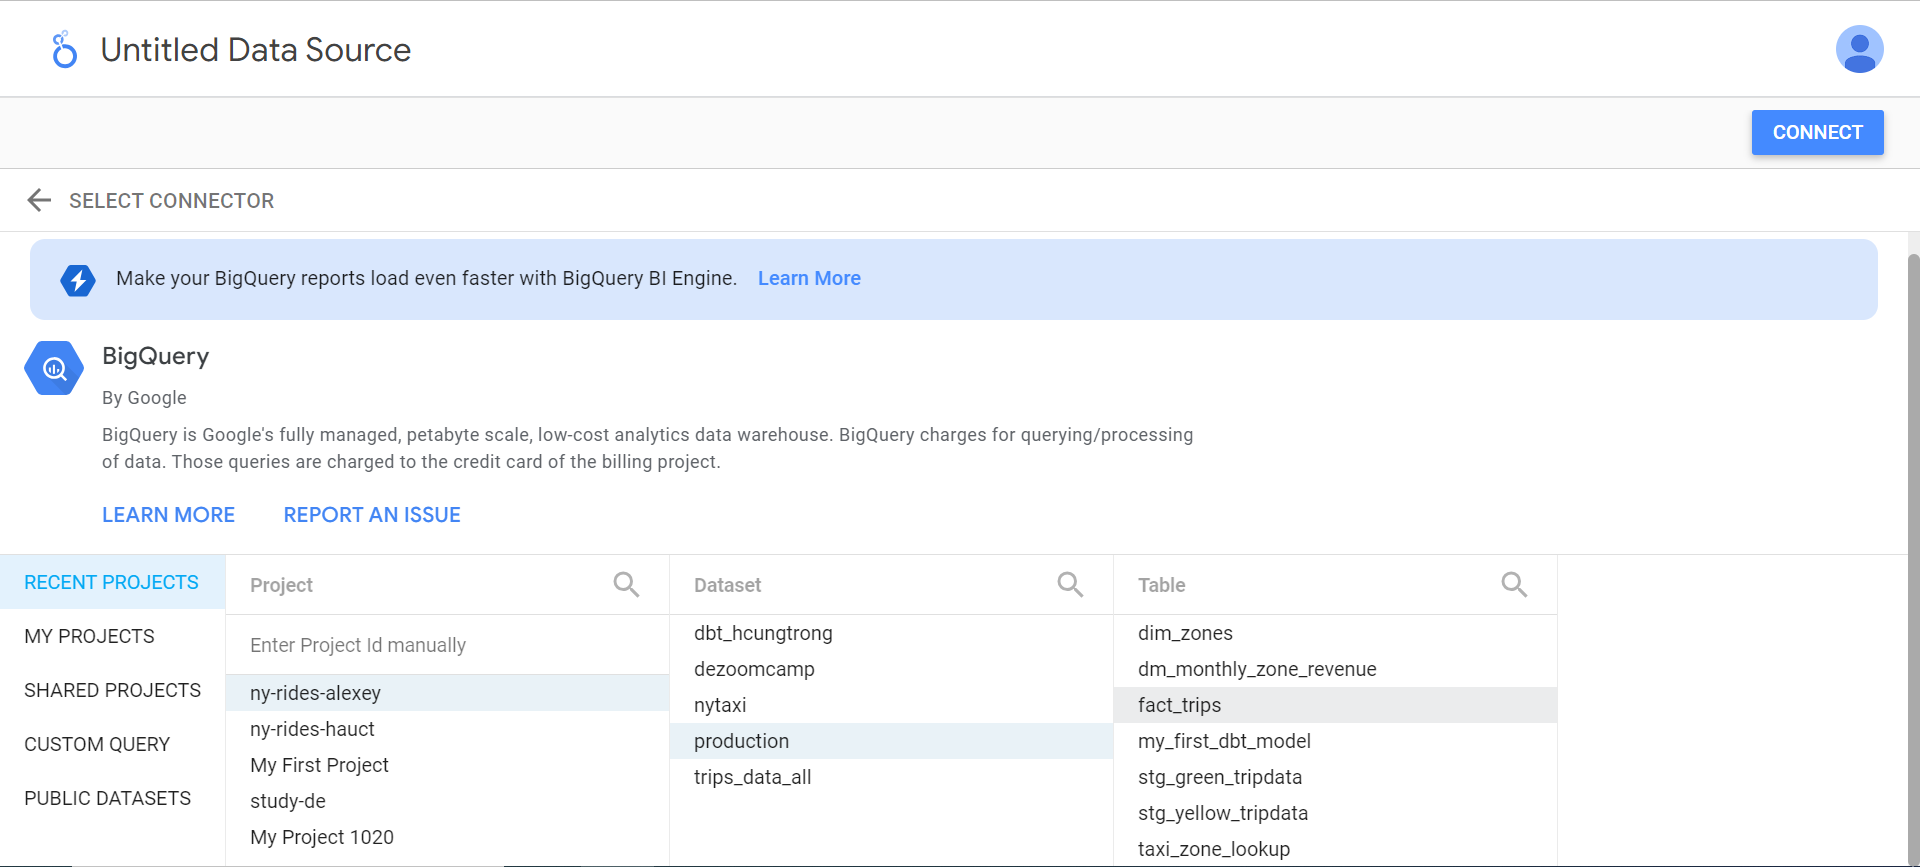 Untitled Data Source
CONNECT
SELECT CONNECTOR
Make your BigQuery reports load even faster with BigQuery BI Engine. Learn More
BigQuery
By Google
BigQuery is Google's fully managed, petabyte scale, low-cost analytics data warehouse. BigQuery charges for querying/processing
of data. Those queries are charged to the credit card of the billing project.
LEARN MORE REPORT AN ISSUE
RECENT PROJECTS
MY PROJECTS
SHARED PROJECTS
CUSTOM QUERY
PUBLIC DATASETS
Project
Enter Project Id manually
ny-rides-alexey
ny-rides-hauct
My First Project
study-de
My Project 1020
Dataset
dbt_hcungtrong
dezoomcamp
nytaxi
production
trips_data_all
Table
dim_zones
dm_monthly_zone_revenue
fact_trips
my_first_dbt_model
stg_green_tripdata
stg_yellow_tripdata
taxi_zone_lookup